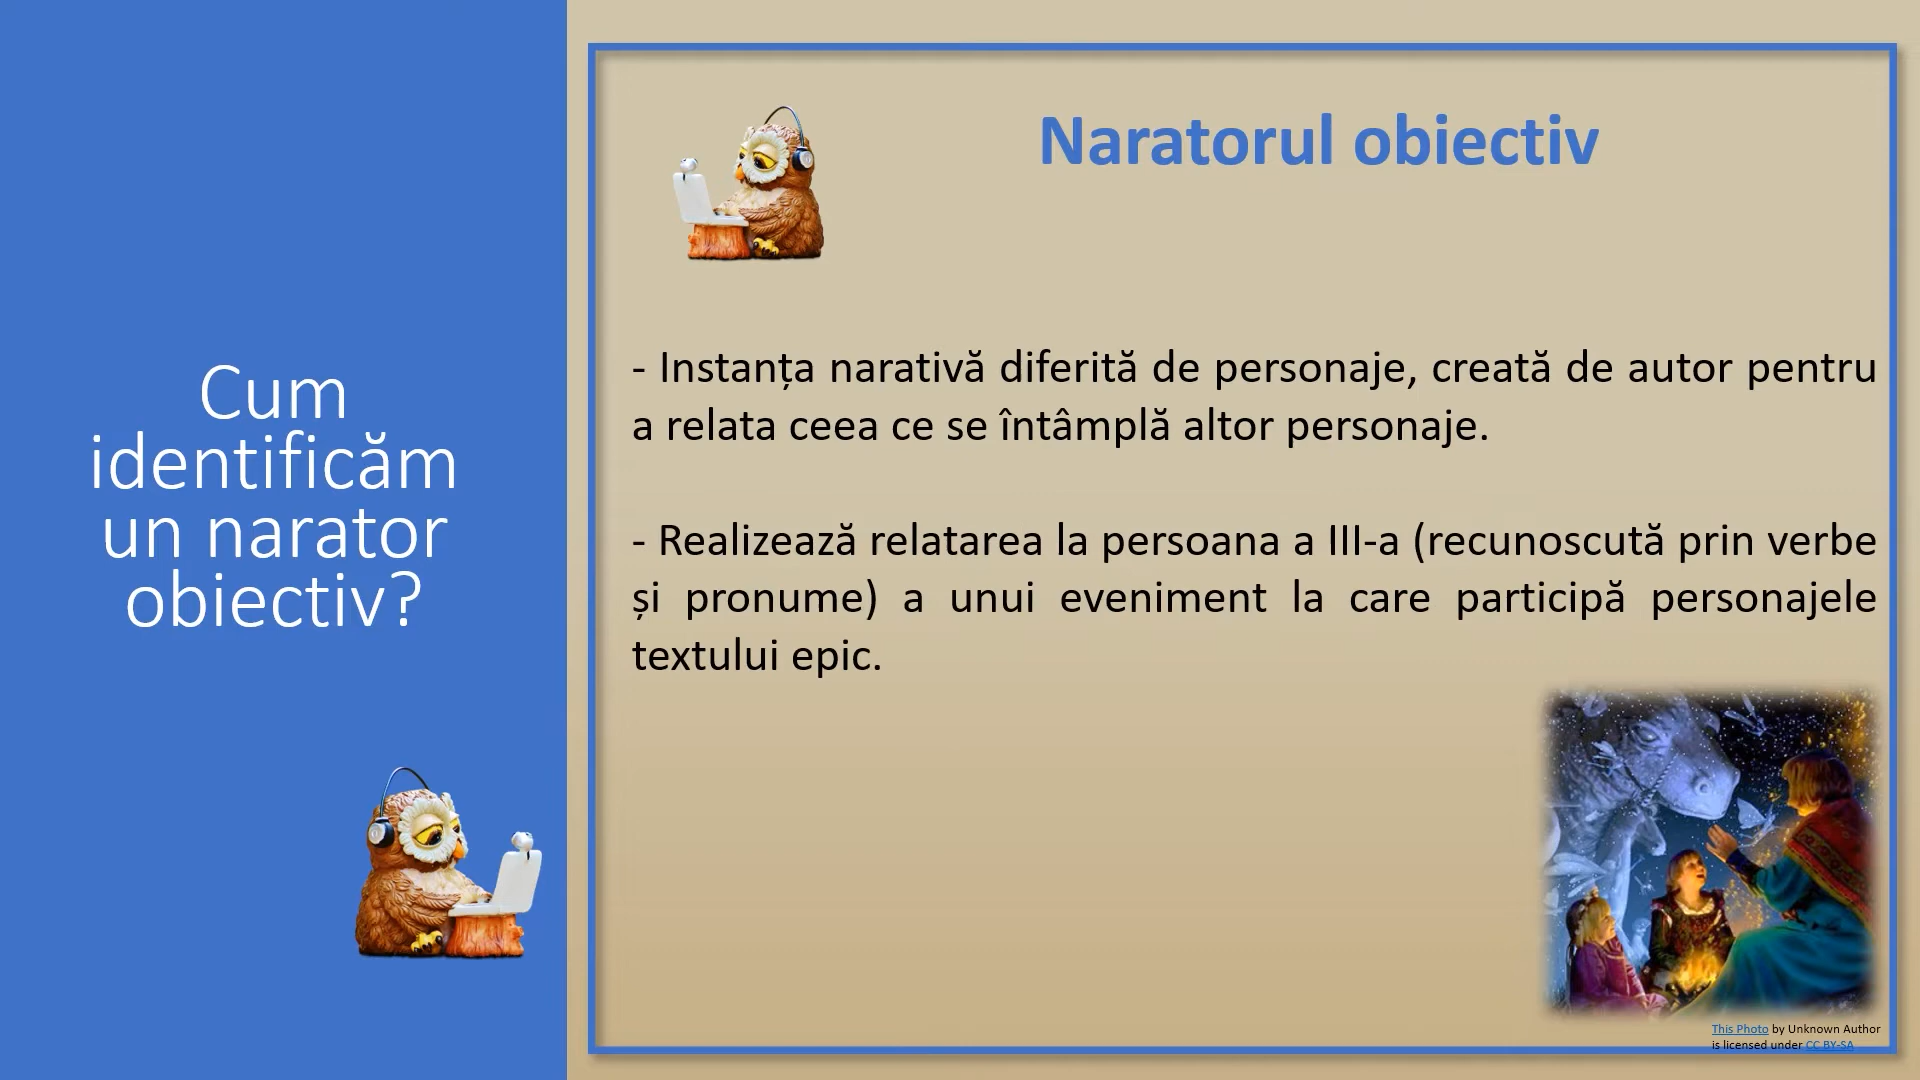 Cum
identificăm
un narator
obiectiv?
Naratorul obiectiv
- Instanța narativă diferită de personaje, creată de autor pentru
a relata ceea ce se întâmplă altor personaje.
- Realizează relatarea la persoana a III-a (recunoscută prin verbe
și pronume) a unui eveniment la care participă personajele
textului epic.
This Photo by Unknown Author
is licensed under CC BY-SA